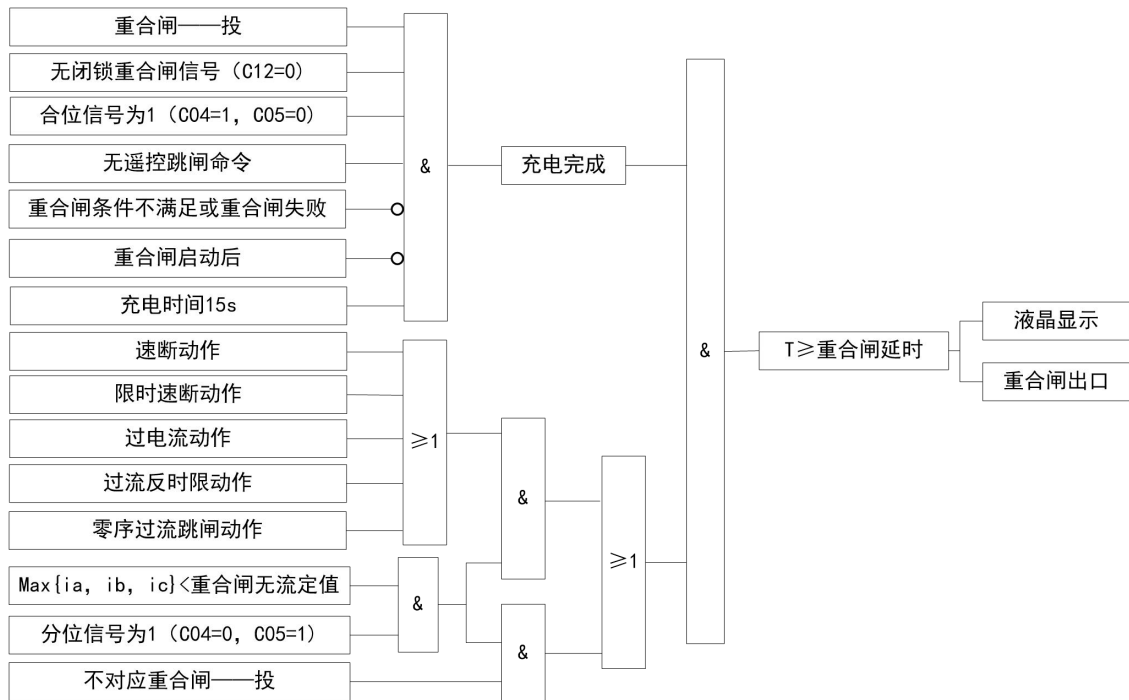 重合闸——投
无闭锁重合闸信号（C12=0）
合位信号为1（C04=1，C05=0）
无遥控跳闸命令
重合闸条件不满足或重合闸失败
重合闸启动后
充电时间15s
&
充电完成
速断动作
限时速断动作
过电流动作
过流反时限动作
零序过流跳闸动作
≥1
&
Max{ia，ib，ic}<重合闸无流定值
分位信号为1（C04=0，C05=1）
&
不对应重合闸——投
&
≥1
&
T≥重合闸延时
液晶显示
重合闸出口